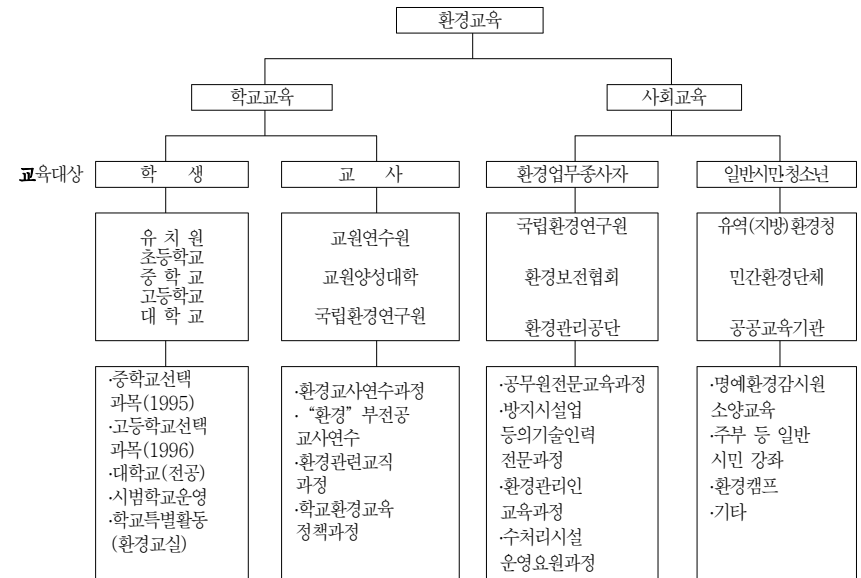 환경교육
학교교육
사회교육
교육대상
학 생
교 사
환경업무종사자
일반시민·청소년
유 치 원
초등학교
중 학 교
고등학교
대 학 교
교원연수원
교원양성대학
국립환경연구원
국립환경연구원
환경보전협회
환경관리공단
유역(지방)환경청
민간환경단체
공공교육기관
·중학교선택
과목(1995)
·고등학교선택
과목(1996)
·대학교(전공)
·시범학교운영
·학교특별활동
(환경교실)
·환경교사연수과정
· “환경” 부전공
교사연수
·환경관련교직
과정
·학교환경교육
정책과정
·공무원전문교육과정
·방지시설업
등의기술인력
전문과정
·환경관리인
교육과정
·수처리시설
운영요원과정
·명예환경감시원
소양교육
·주부 등 일반
시민 강좌
·환경캠프
·기타